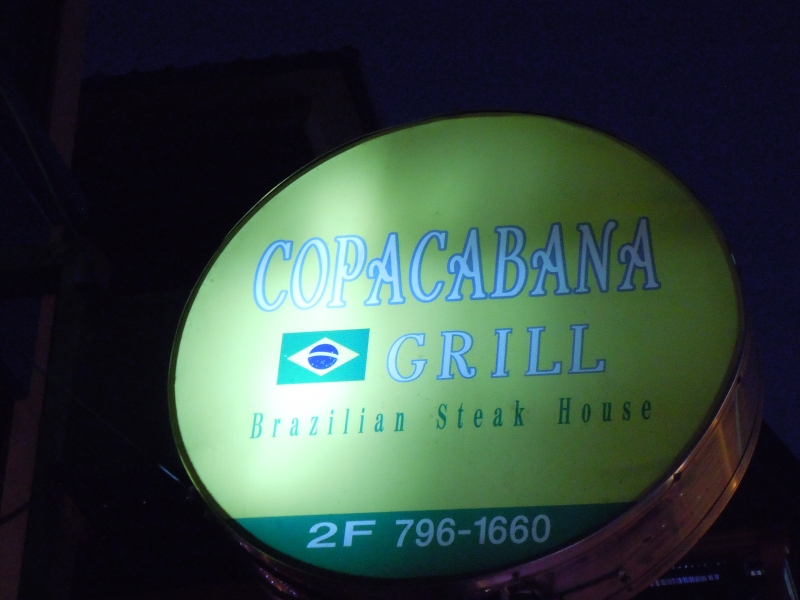 COPACABANA
GRILL
Brazilian Steak House
2F 796-1660